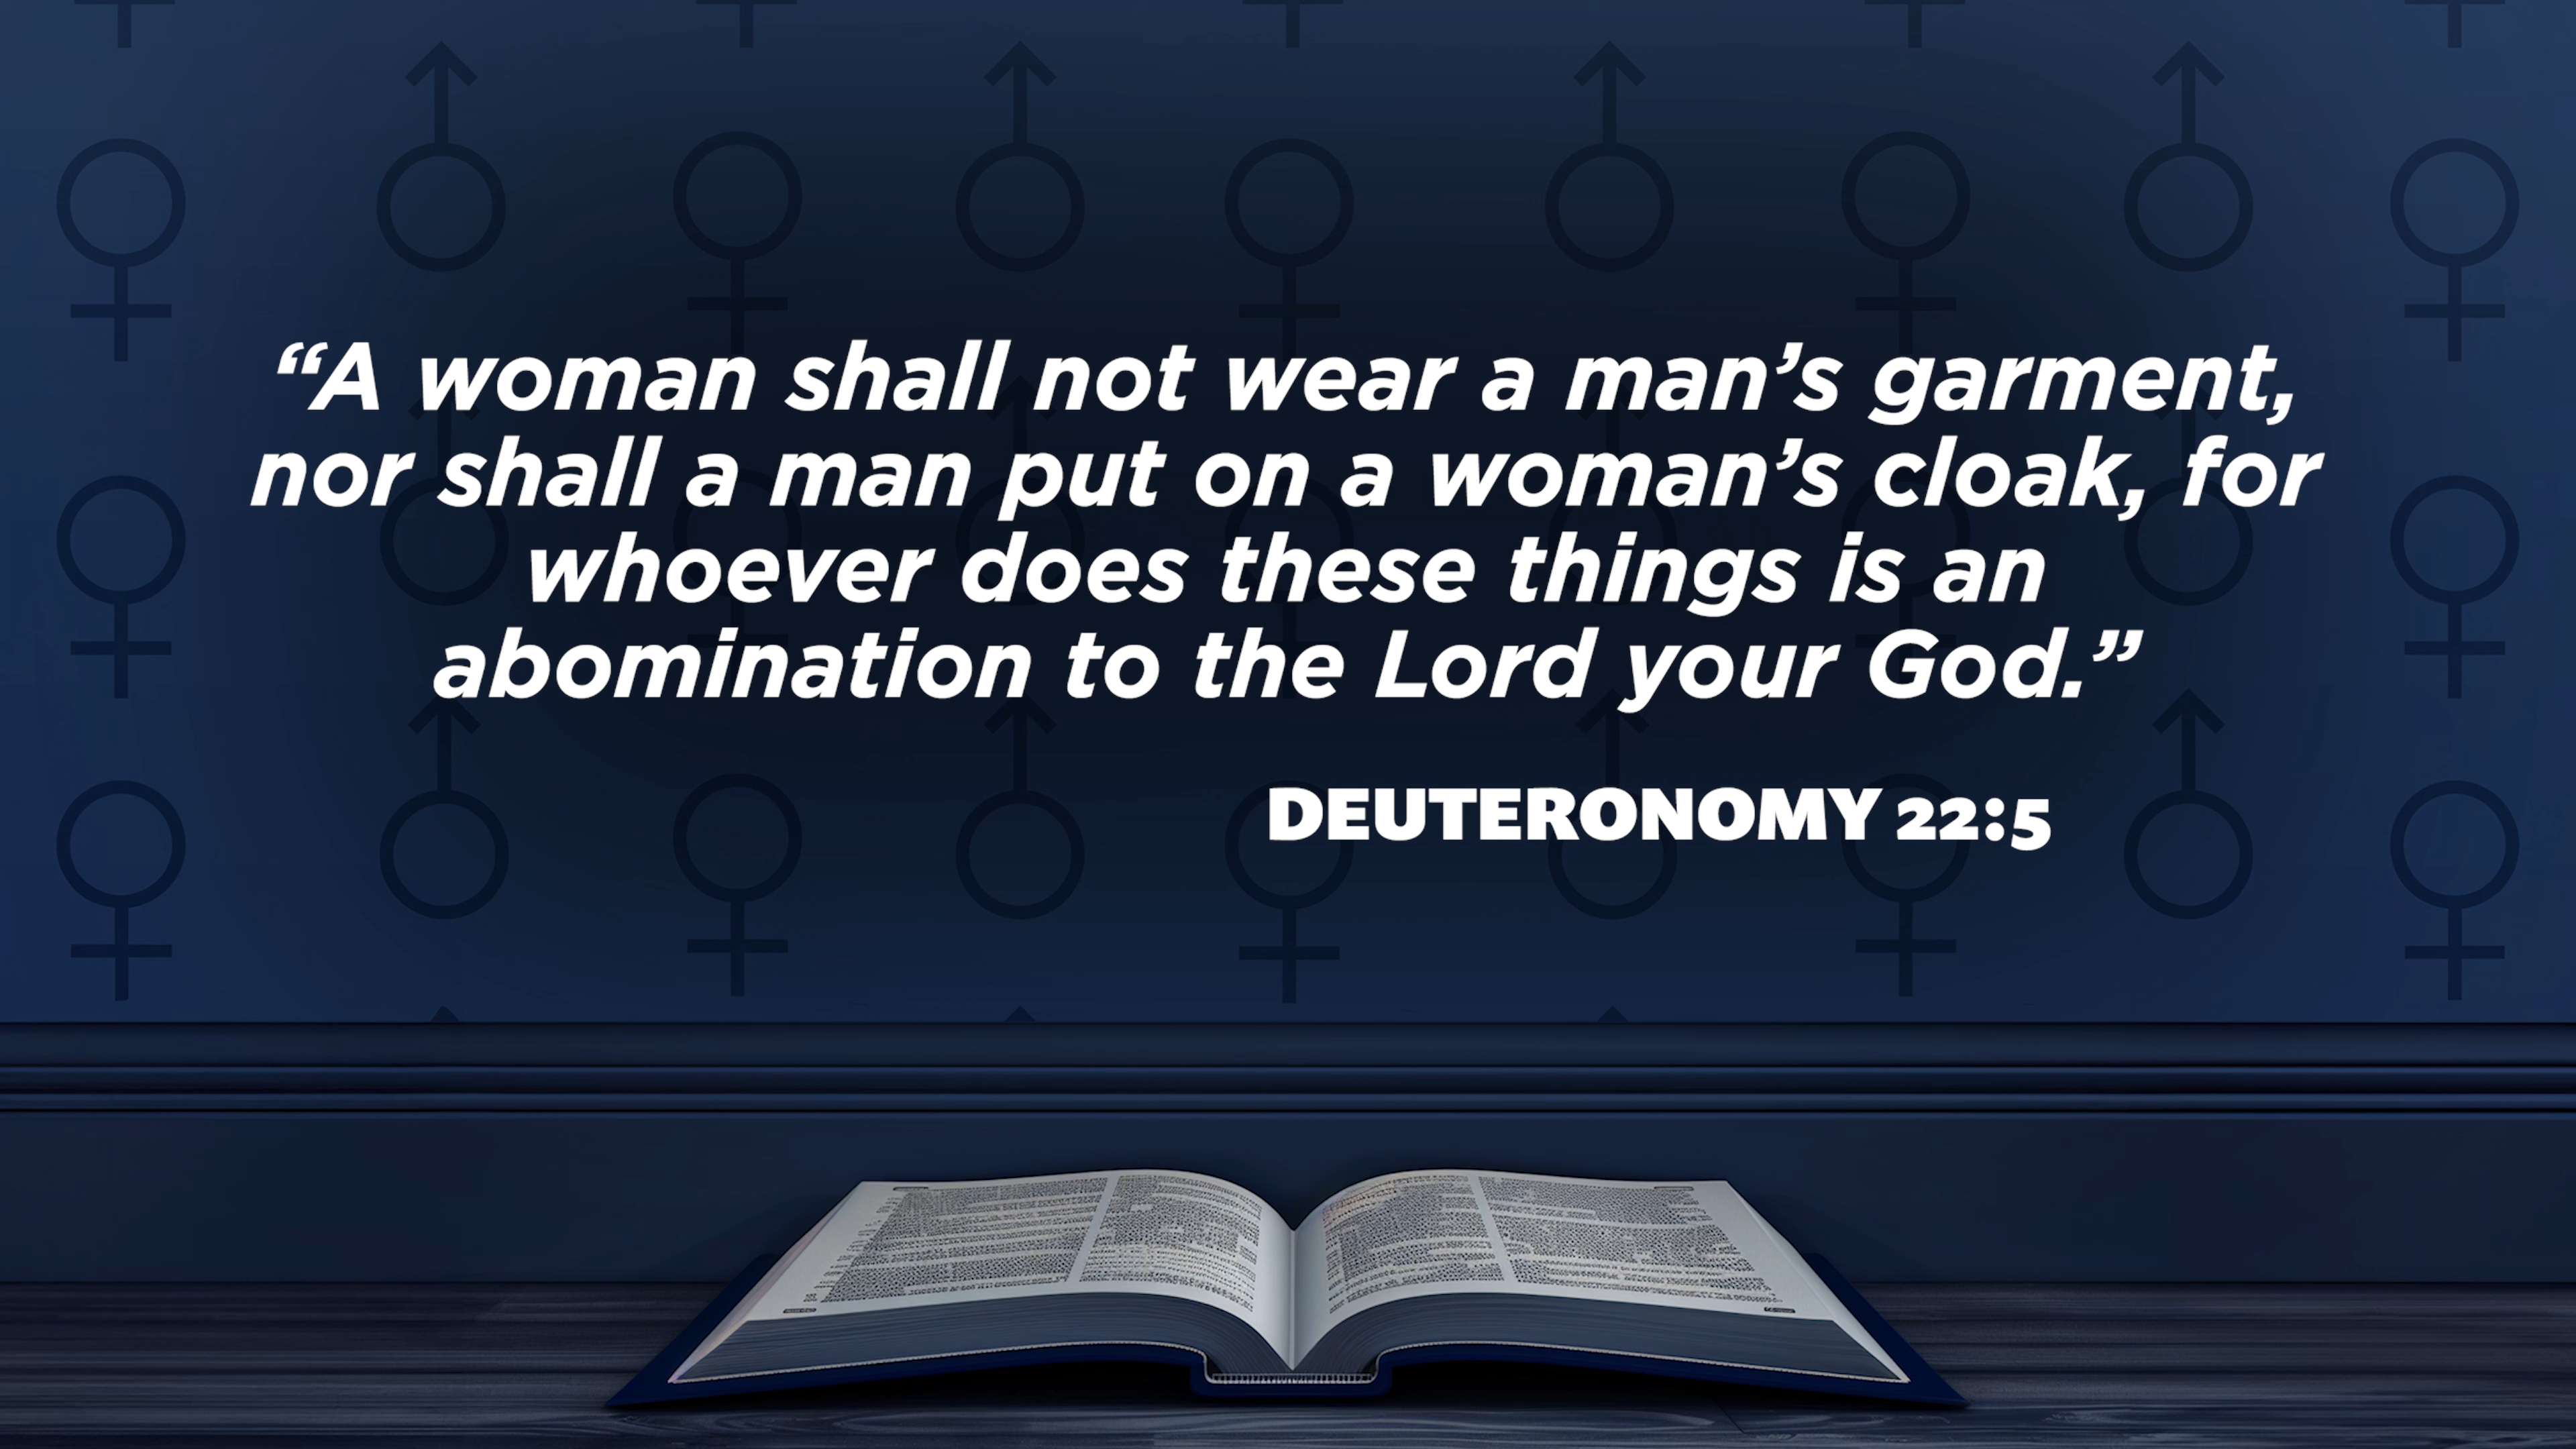 “A woman shall not wear a man’s garment,
nor shall a man put on a woman’s cloak, for
whoever does these things is an
abomination to the Lord your God.”
DEUTERONOMY 22:5